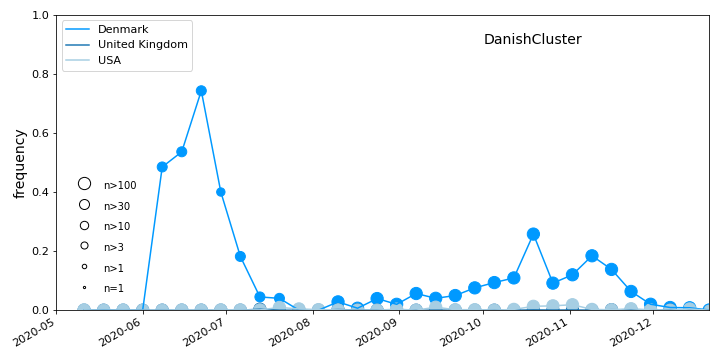 DanishCluster
Denmark
United Kingdom
USA
frequency
1.0
0.8
0.6
0.4
0.2
0.0
n>100
n>30
n>10
n>3
n>1
n=1
2020-05
2020-06
2020-07
2020-08
2020-09
2020-10
2020-11
2020-12